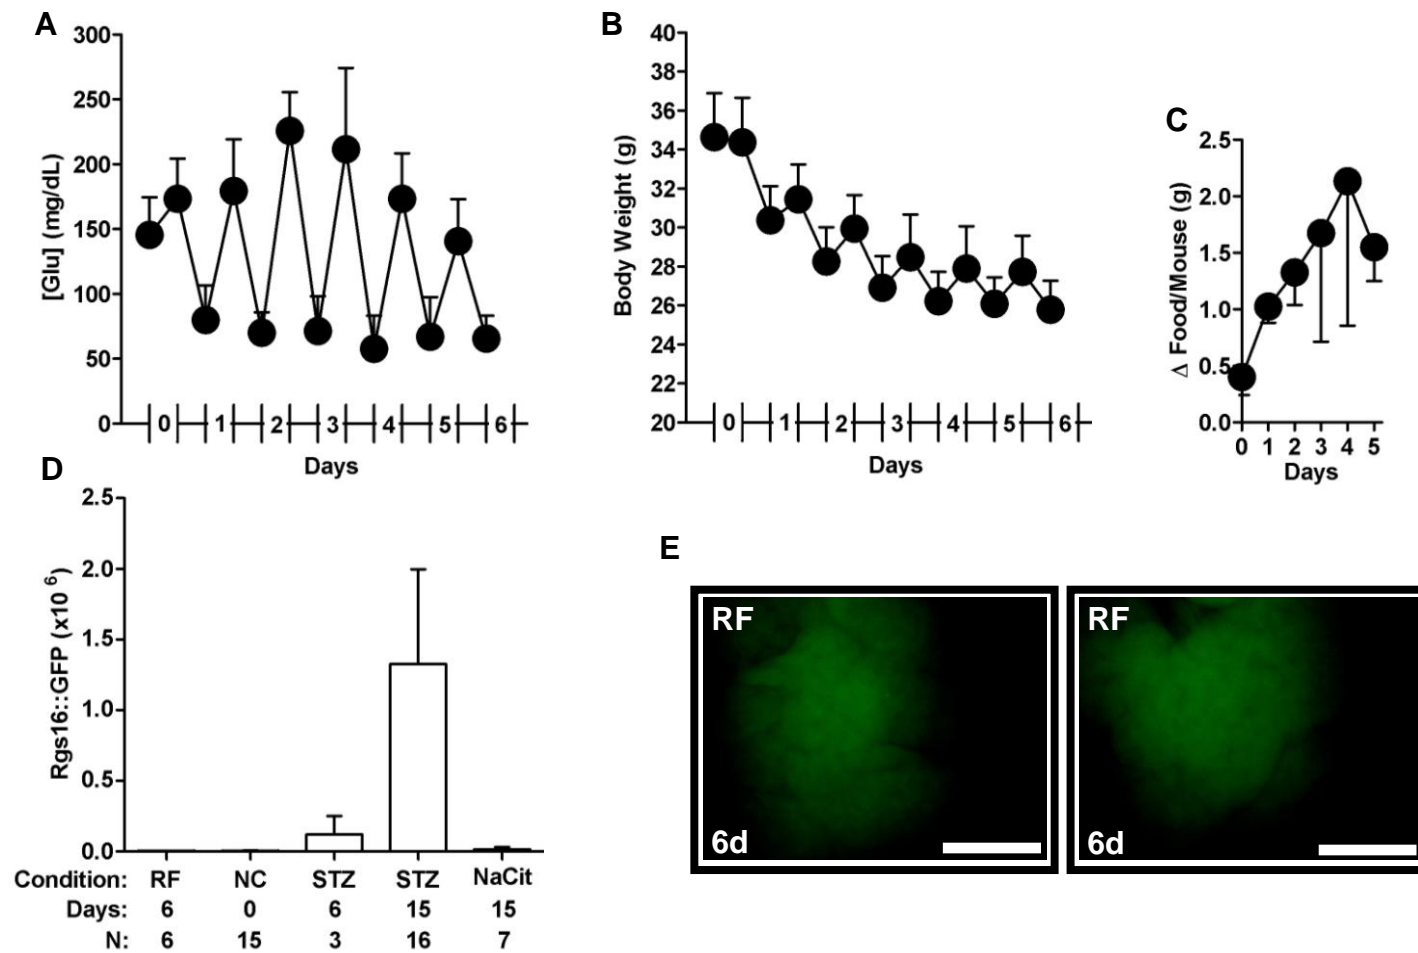 A
300
250
200
150
100
50
0
[Glu] (mg/dL)
0 1 2 3 4 5 6
Days
B
40
38
36
34
32
30
28
26
24
22
20
Body Weight (g)
0 1 2 3 4 5 6
Days
C
2.5
2.0
1.5
1.0
0.5
0.0
Δ Food/Mouse (g)
0 1 2 3 4 5
Days
D
2.5
2.0
1.5
1.0
0.5
0.0
Rgs16::GFP (x10 6)
Condition: RF NC STZ STZ NaCit
Days: 6 0 6 15 15
N: 6 15 3 16 7
E
RF
6d
RF
6d